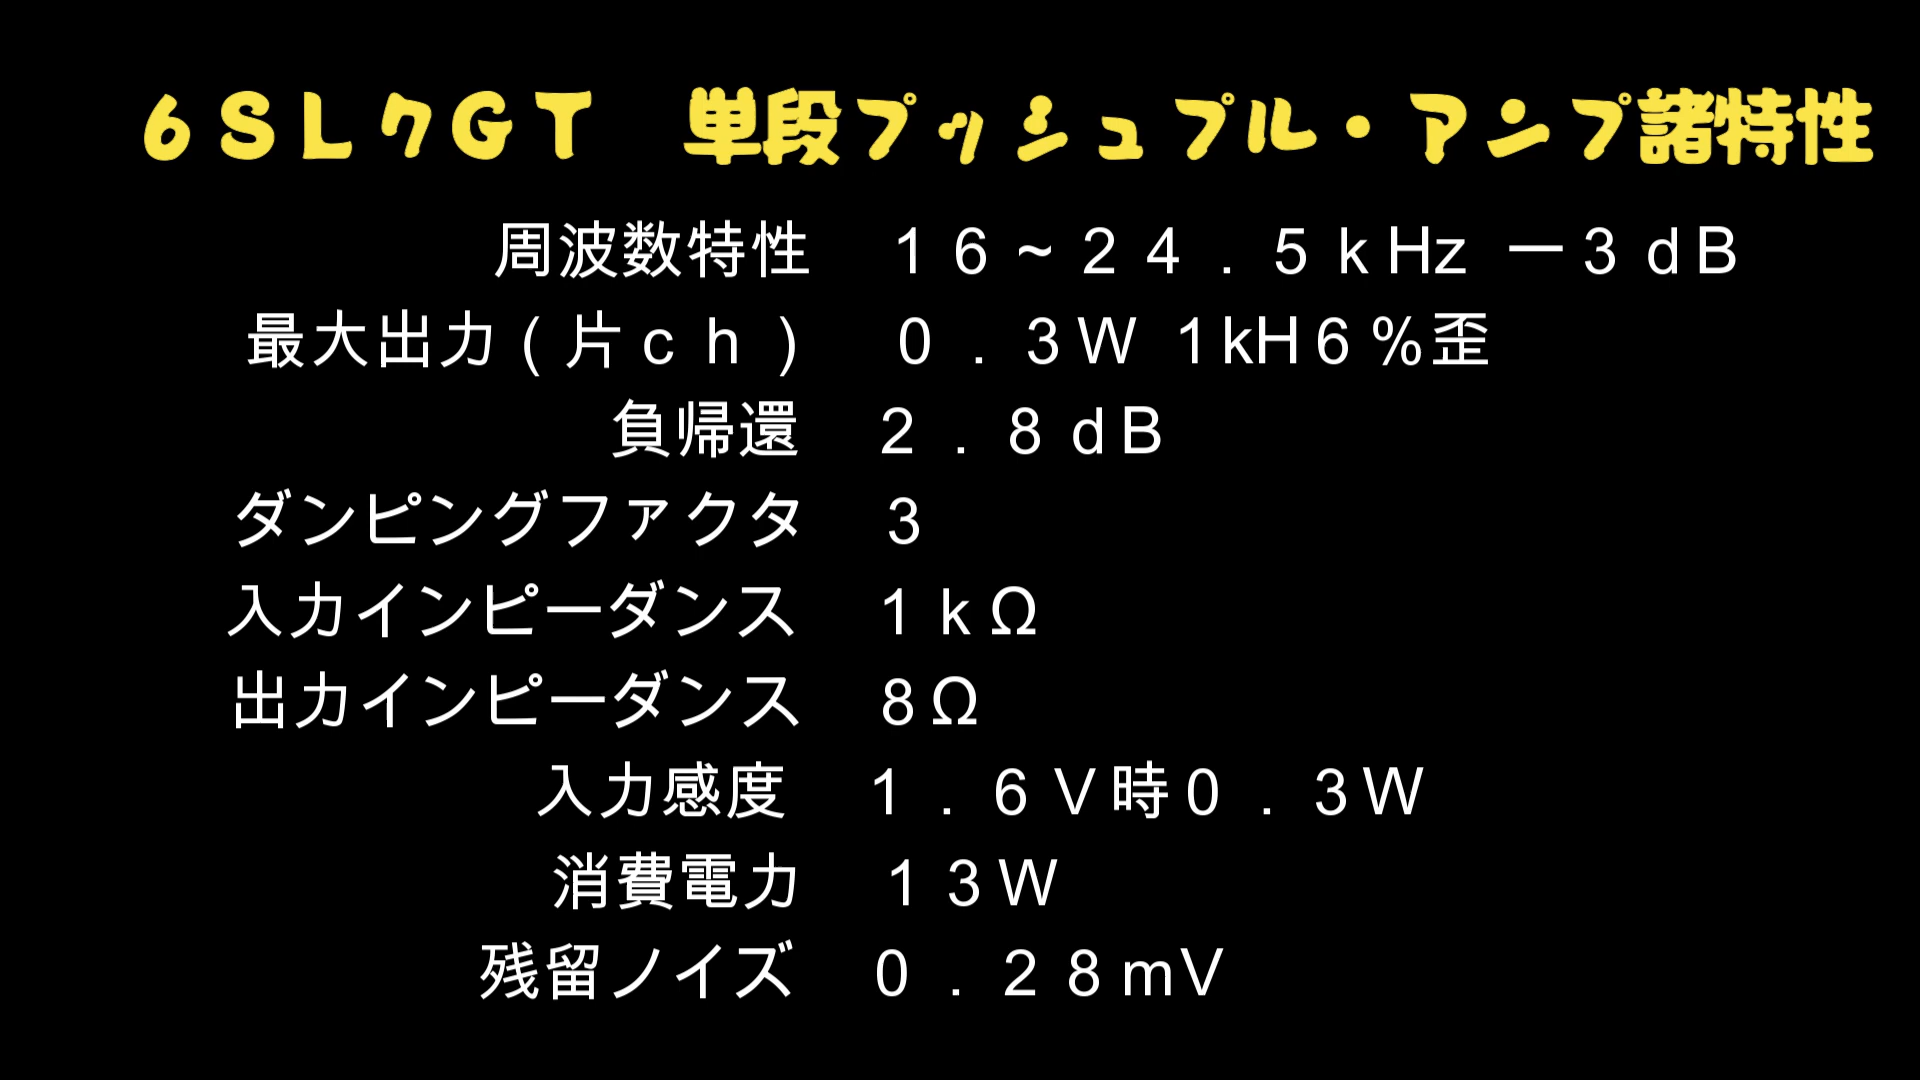 ６ＳＬ７ＧＴ　単段プッシュプル・アンプ諸特性
周波数特性　１６～２４．５ｋHz ー３ｄB
最大出力（片ｃｈ）　０．３W １kH６％歪
負帰還　２．８ｄB
ダンピングファクタ　３
入力インピーダンス　１ｋΩ
出力インピーダンス　８Ω
入力感度　１．６V時０．３W
消費電力　１３W
残留ノイズ　０．２８mV